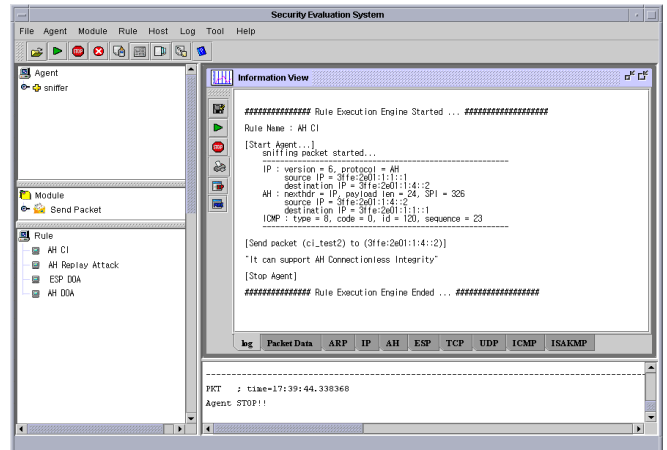 Security Evaluation System
File Agent Module Rule Host Log Tool Help
Agent
sniffer
Module
Send Packet
Rule
AH CI
AH Replay Attack
ESP DOA
AH DOA
Information View
############### Rule Execution Engine Started ... ###################
Rule Name : AH CI
[Start Agent...]
sniffing packet started...
------------------------------------------------------
IP : version = 6, protocol = AH
source IP = 3ffe:2e01:1:1::1
destination IP = 3ffe:2e01:1:4::2
AH : nexthdr = IP, payload len = 24, SPI = 326
source IP = 3ffe:2e01:1:4::2
destination IP = 3ffe:2e01:1:1::1
ICMP : type = 8, code = 0, id = 120, sequence = 23
------------------------------------------------------
[Send packet (ci_test2) to (3ffe:2e01:1:4::2)]
"It can support AH Connectionless Integrity"
[Stop Agent]
############### Rule Execution Engine Ended ... ###################
log Packet Data ARP IP AH ESP TCP UDP ICMP ISAKMP
PKT ; time=17:39:44.338368
Agent STOP!!